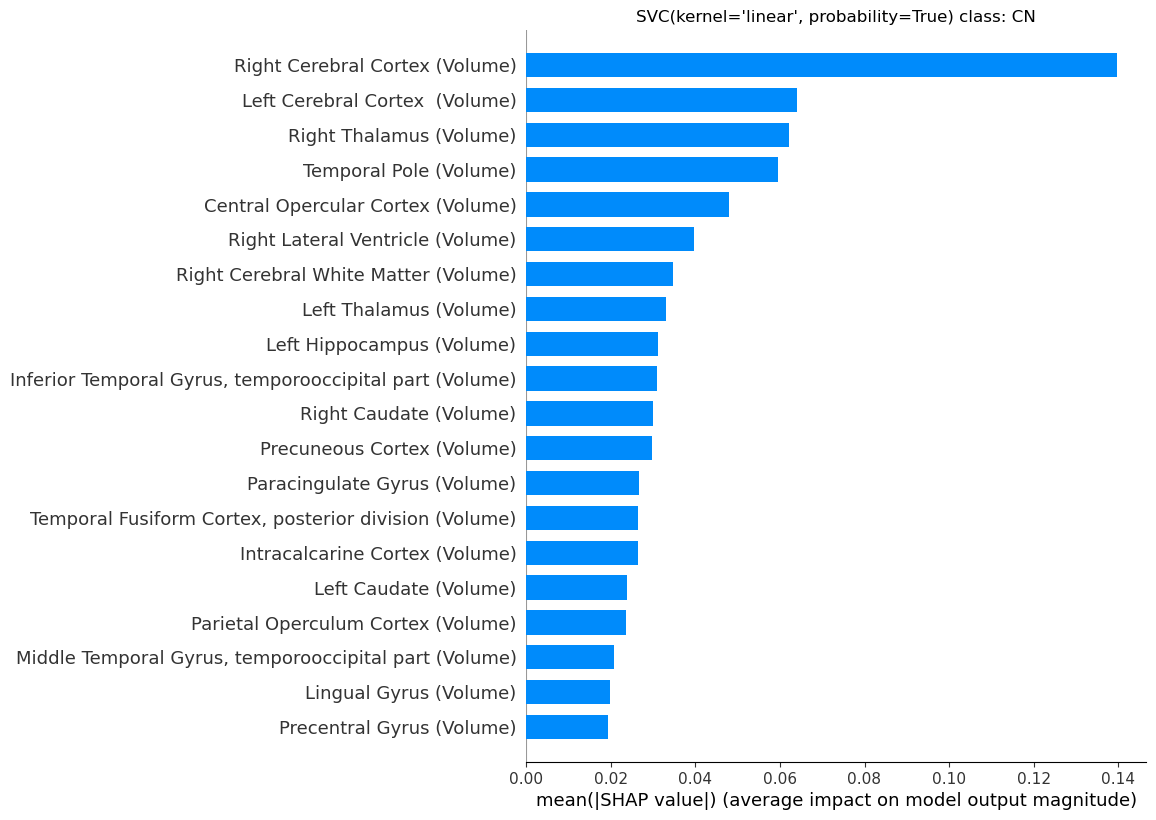 SVC(kernel='linear', probability=True) class: CN
Right Cerebral Cortex (Volume)
Left Cerebral Cortex  (Volume)
Right Thalamus (Volume)
Temporal Pole (Volume)
Central Opercular Cortex (Volume)
Right Lateral Ventricle (Volume)
Right Cerebral White Matter (Volume)
Left Thalamus (Volume)
Left Hippocampus (Volume)
Inferior Temporal Gyrus, temporooccipital part (Volume)
Right Caudate (Volume)
Precuneous Cortex (Volume)
Paracingulate Gyrus (Volume)
Temporal Fusiform Cortex, posterior division (Volume)
Intracalcarine Cortex (Volume)
Left Caudate (Volume)
Parietal Operculum Cortex (Volume)
Middle Temporal Gyrus, temporooccipital part (Volume)
Lingual Gyrus (Volume)
Precentral Gyrus (Volume)
0.00 0.02 0.04 0.06 0.08 0.10 0.12 0.14
mean(|SHAP value|) (average impact on model output magnitude)